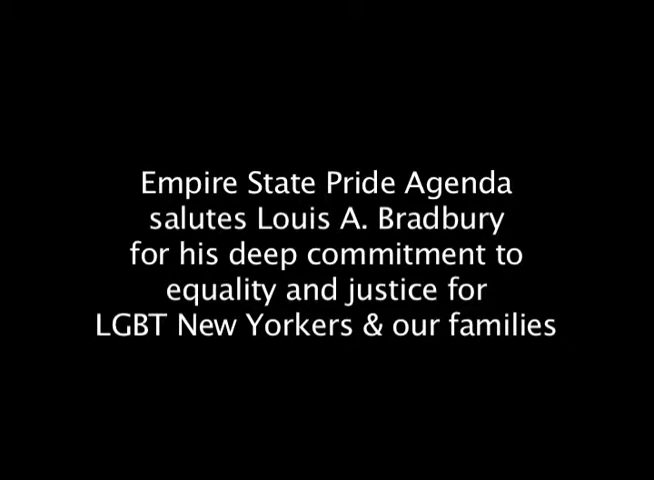 Empire State Pride Agenda
salutes Louis A. Bradbury
for his deep commitment to
equality and justice for
LGBT New Yorkers & our families